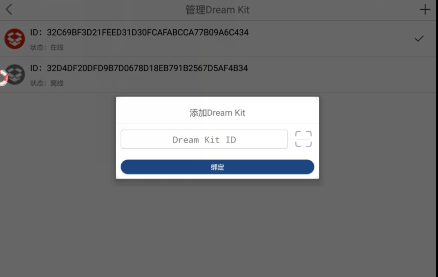 管理Dream Kit
ID: 32C69BF3D21FEED31D30FCAFABCCA77B09A6C434
状态: 在线
ID: 32D4DF20DFD9B7D0678D18EB791B2567D5AF4B34
状态: 离线
添加Dream Kit
Dream Kit ID
绑定